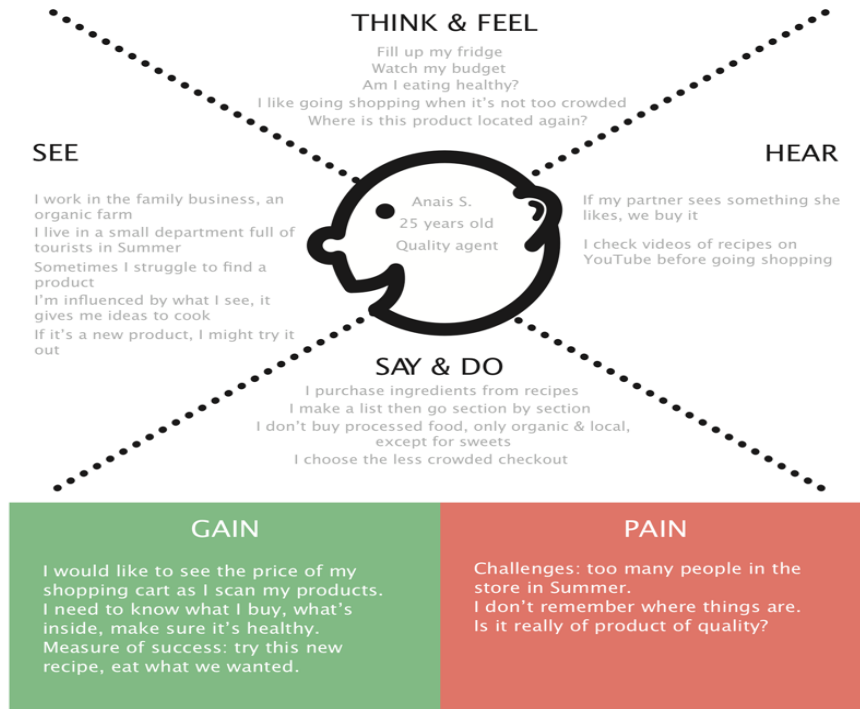 THINK & FEEL
Fill up my fridge
Watch my budget
Am I eating healthy?
I like going shopping when it's not too crowded
Where is this product located again?
SEE
I work in the family business, an
organic farm
I live in a small department full of
tourists in Summer
Sometimes I struggle to find a
product
I'm influenced by what I see, it
gives me ideas to cook
If it's a new product, I might try it
out
Anais S.
25 years old
Quality agent
HEAR
If my partner sees something she
likes, we buy it
I check videos of recipes on
YouTube before going shopping
SAY & DO
I purchase ingredients from recipes
I make a list then go section by section
I don't buy processed food, only organic & local,
except for sweets
I choose the less crowded checkout
GAIN
I would like to see the price of my
shopping cart as I scan my products.
I need to know what I buy, what's
inside, make sure it's healthy.
Measure of success: try this new
recipe, eat what we wanted.
PAIN
Challenges: too many people in the
store in Summer.
I don't remember where things are.
Is it really of product of quality?